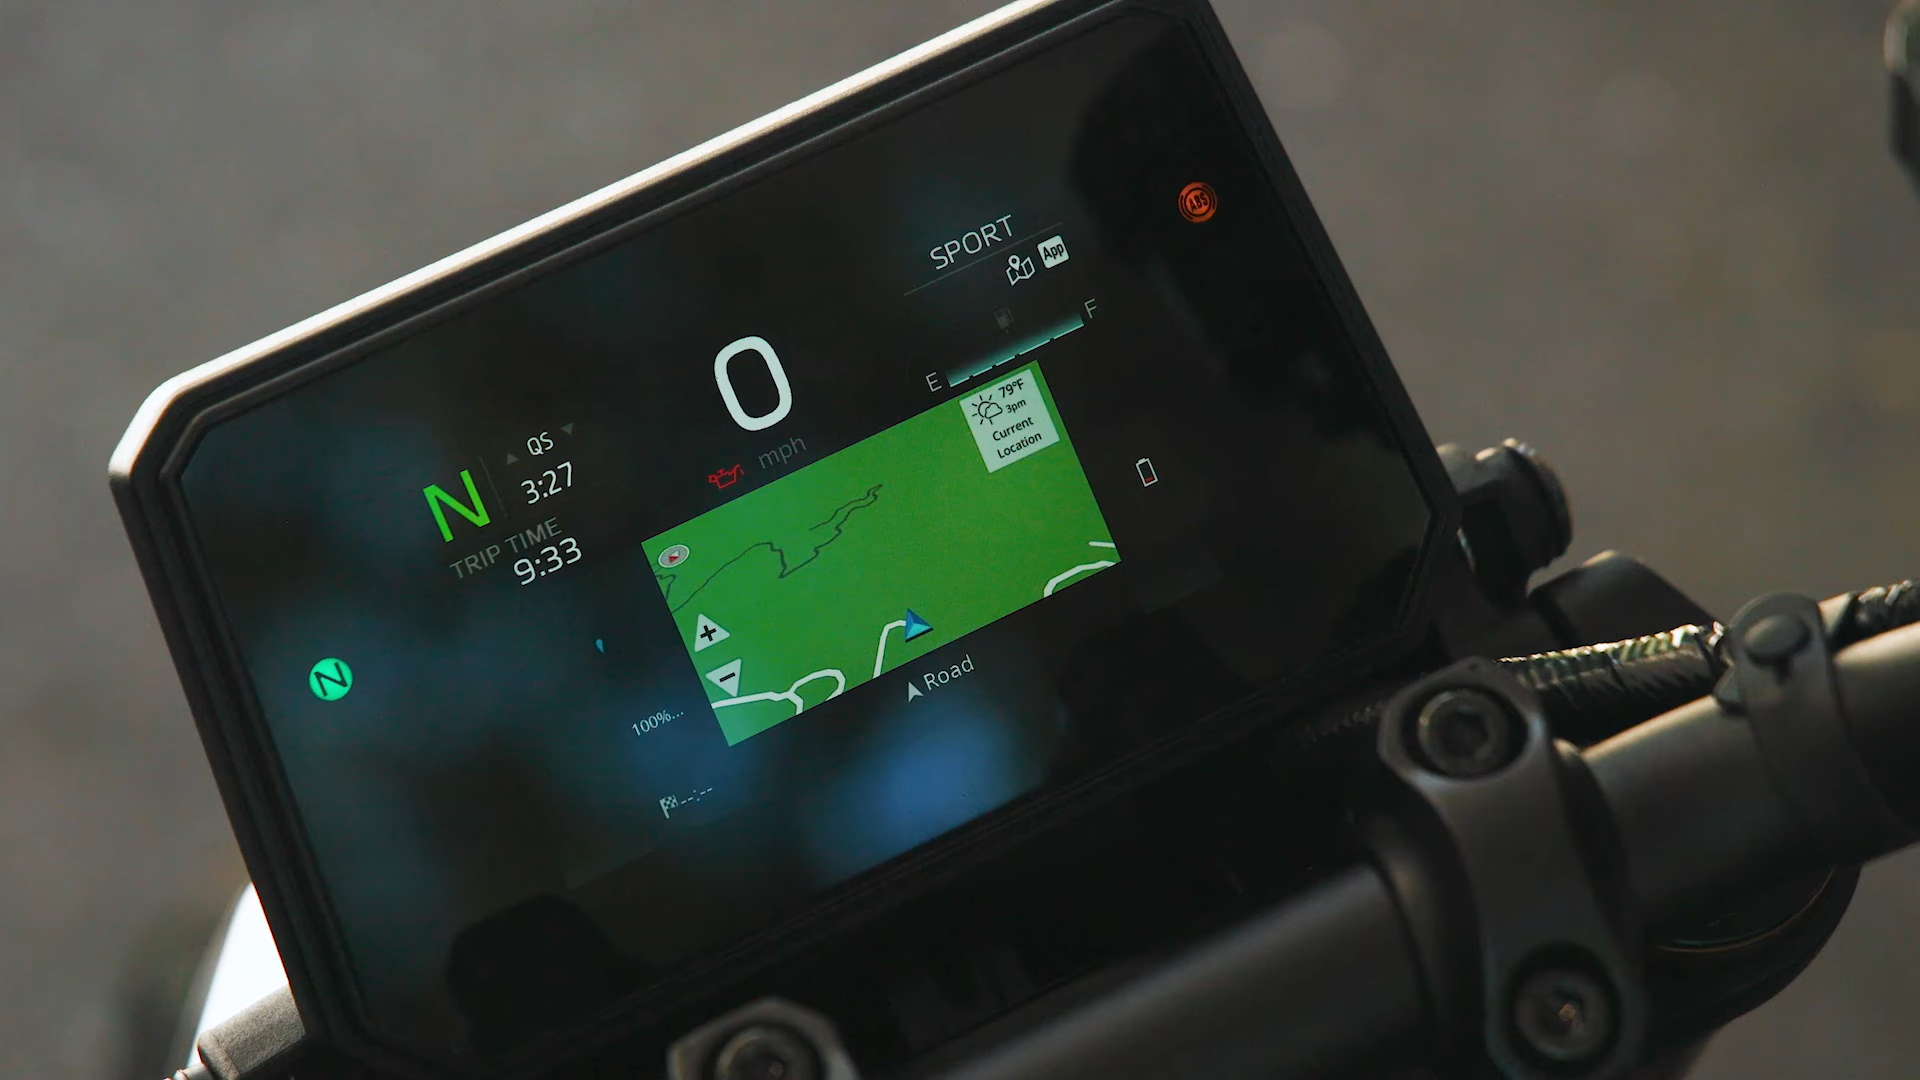 SPORT
App
ABS
F
E
0
mph
79°F
3pm
Current
Location
QS
3:27
N
TRIP TIME
9:33
N
Road
100%...
--:--